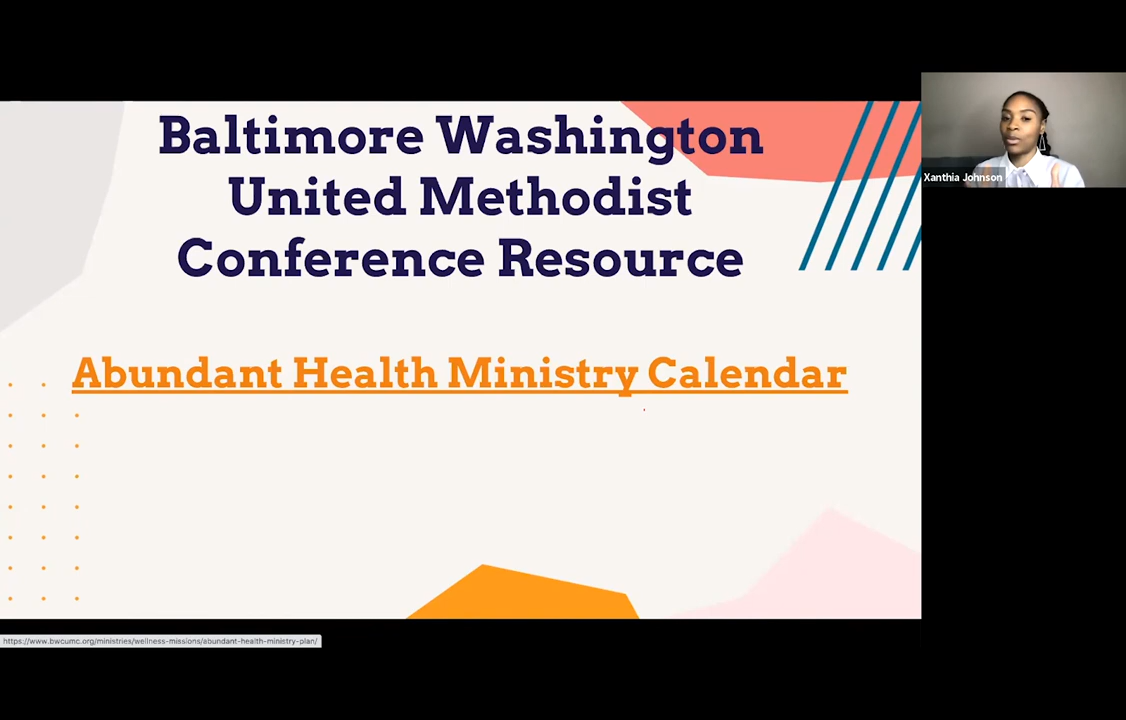 Baltimore Washington
United Methodist
Conference Resource
Abundant Health Ministry Calendar
Xanthia Johnson
https://www.bwcumc.org/ministries/wellness-missions/abundant-health-ministry-plan/